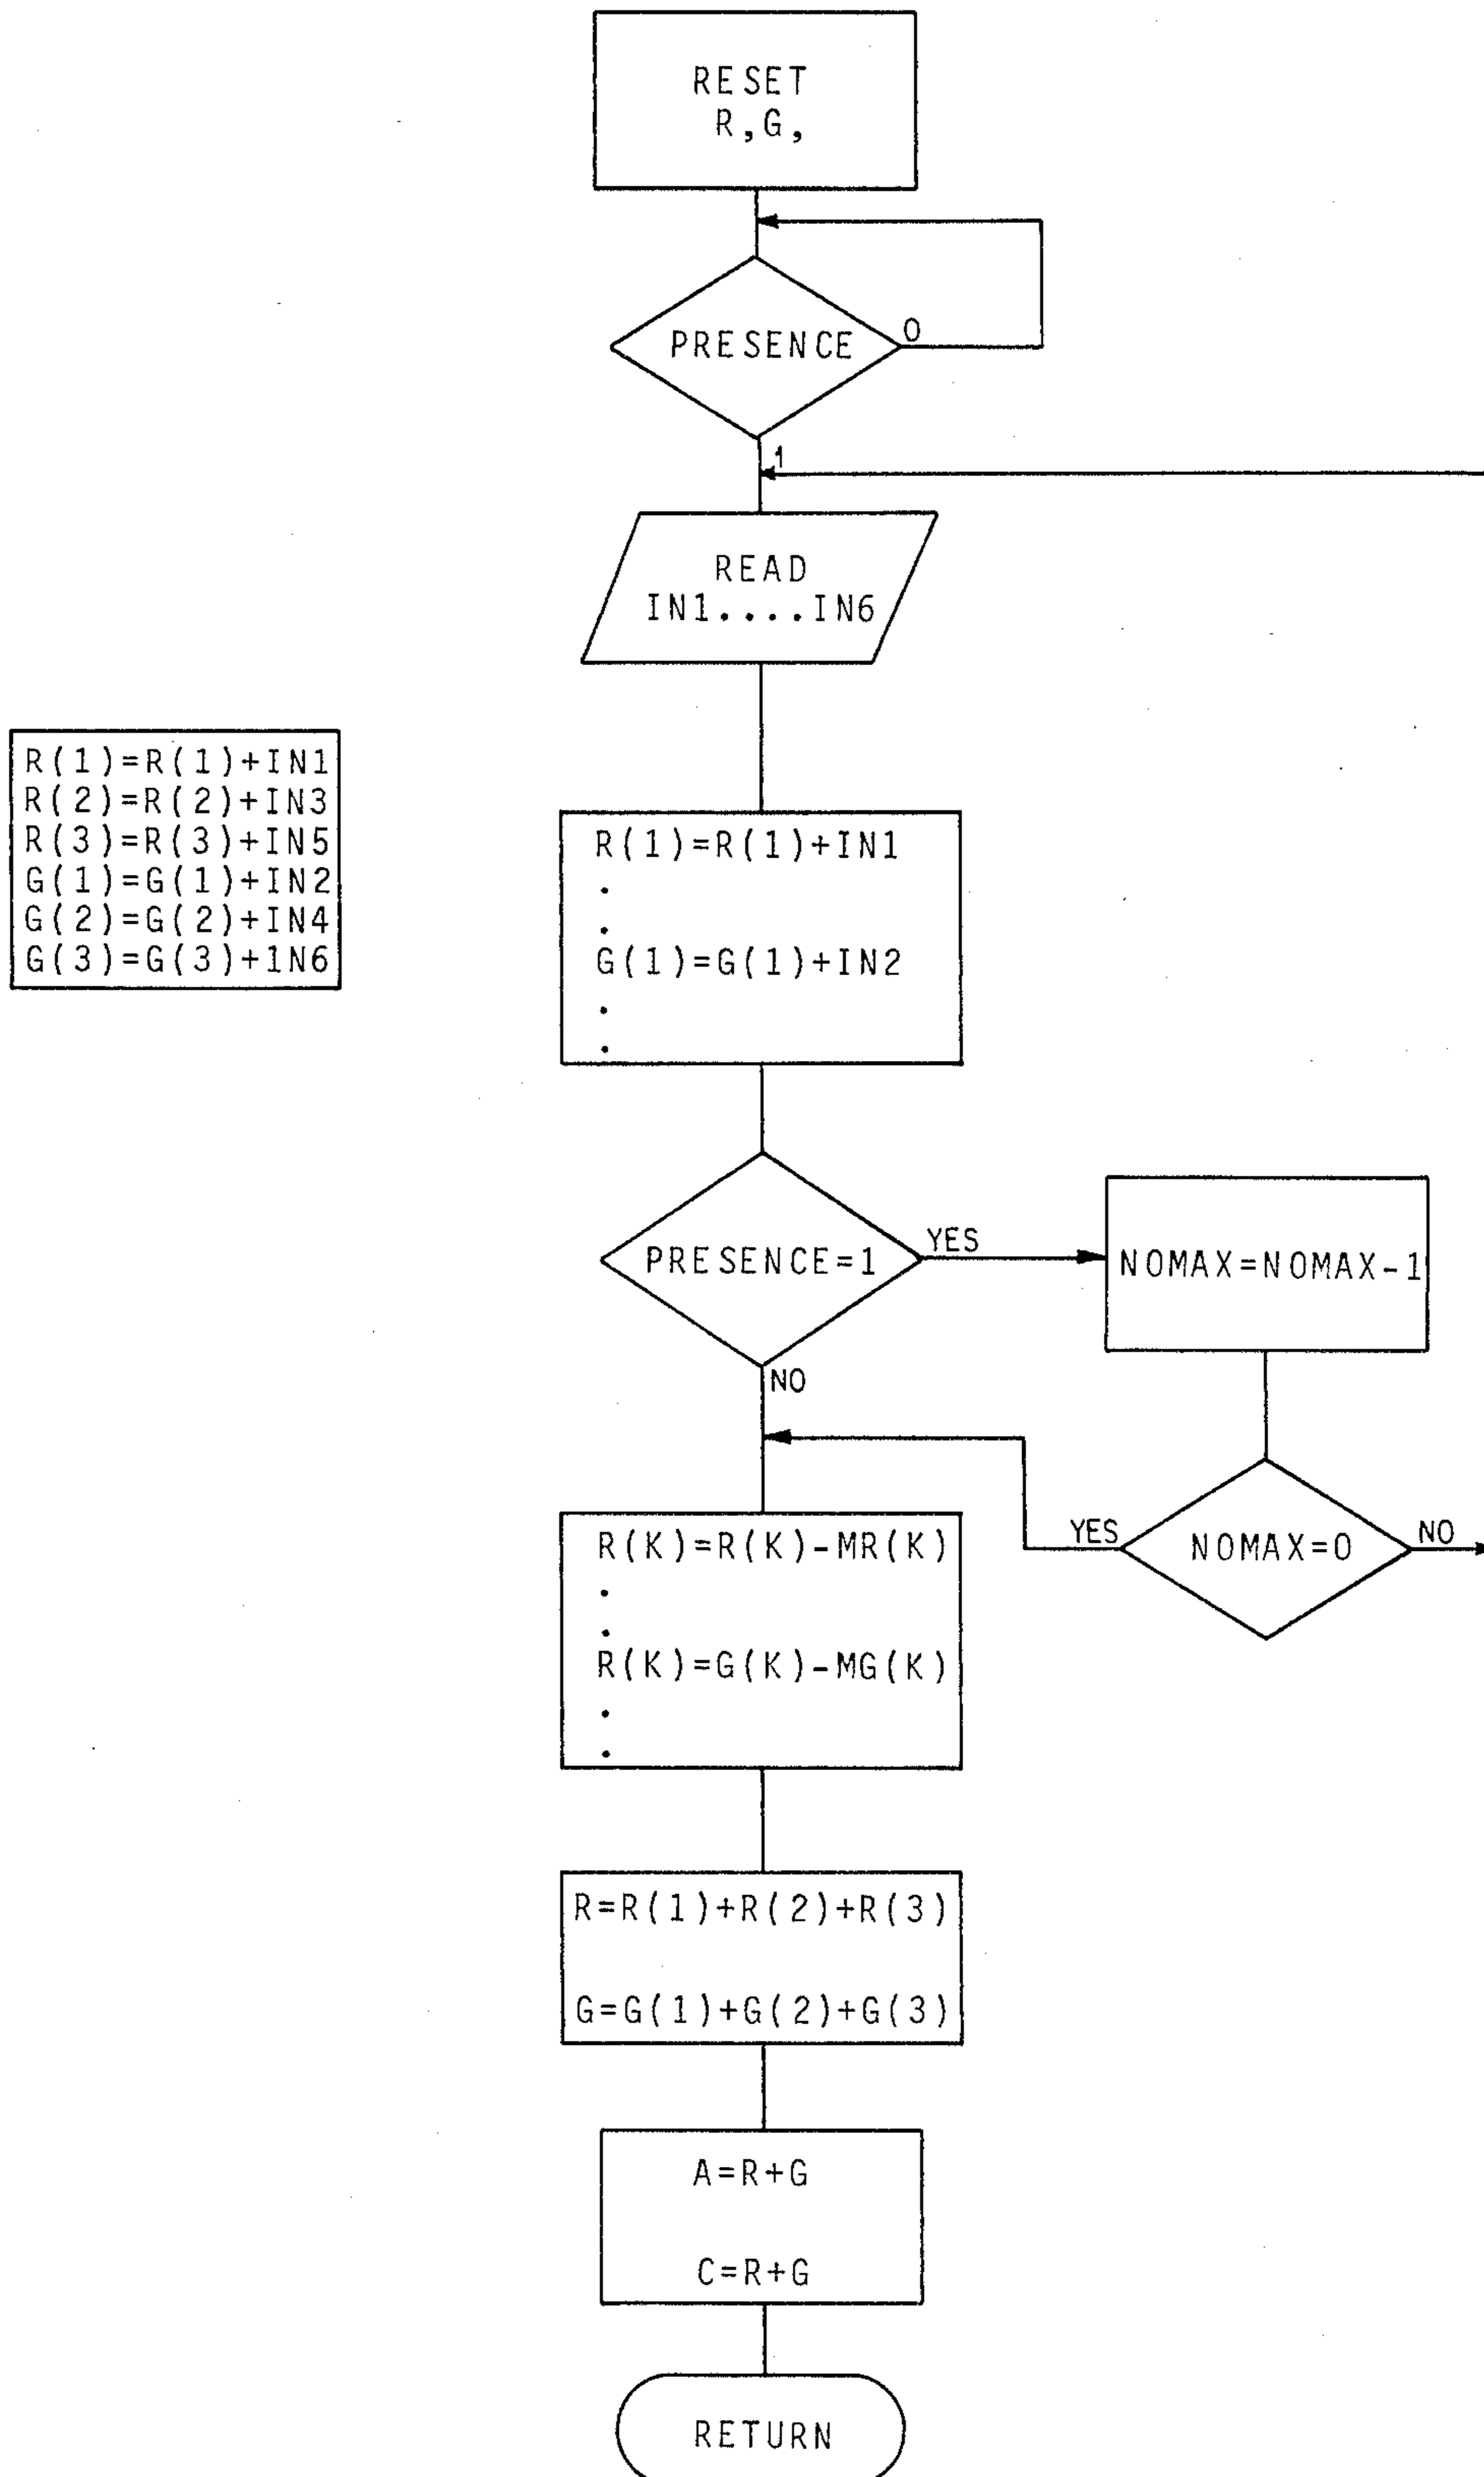 RESET
R,G,
PRESENCE
0
1
READ
IN1....IN6
R(1)=R(1)+IN1
R(2)=R(2)+IN3
R(3)=R(3)+IN5
G(1)=G(1)+IN2
G(2)=G(2)+IN4
G(3)=G(3)+1N6
R(1)=R(1)+IN1
.
.
G(1)=G(1)+IN2
.
.
PRESENCE=1
YES
NOMAX=NOMAX-1
NO
YES
NOMAX=0
NO
R(K)=R(K)-MR(K)
.
.
R(K)=G(K)-MG(K)
.
.
R=R(1)+R(2)+R(3)
G=G(1)+G(2)+G(3)
A=R+G
C=R+G
RETURN